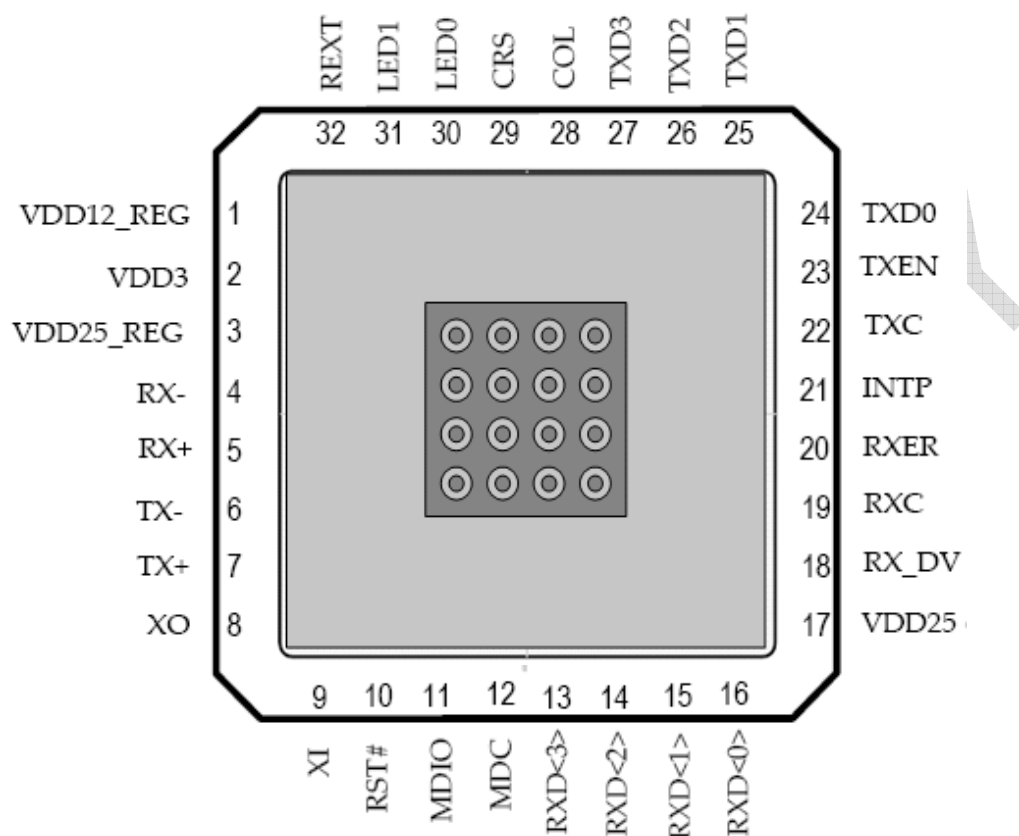 REXT LED1 LED0 CRS COL TXD3 TXD2 TXD1
32 31 30 29 28 27 26 25
VDD12_REG 1 24 TXD0
VDD3 2 23 TXEN
VDD25_REG 3 22 TXC
RX- 4 21 INTP
RX+ 5 20 RXER
TX- 6 19 RXC
TX+ 7 18 RX_DV
XO 8 17 VDD25
9 10 11 12 13 14 15 16
XI RST# MDIO MDC RXD<3> RXD<2> RXD<1> RXD<0>